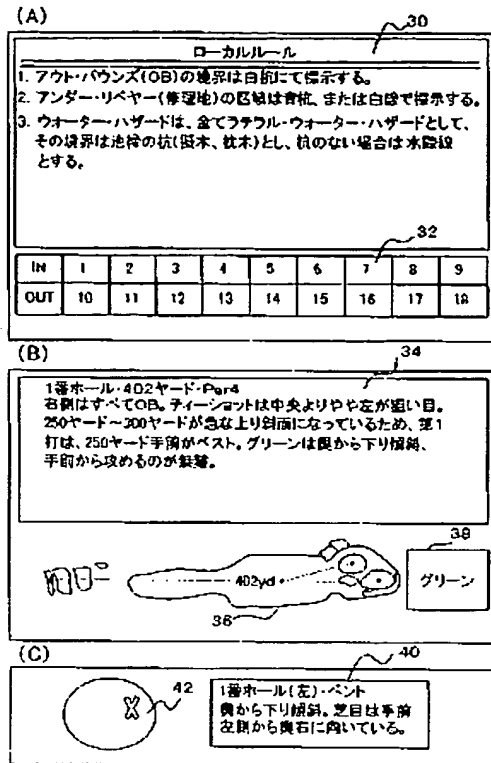 (A)
30
ローカルルール
1. アウト・バウンズ(OB)の境界は白杭にて標示する。
2. アンダー・リペヤー(修理地)の区域は青杭、または白線で標示する。
3. ウォーター・ハザードは、全てラテラル・ウォーター・ハザードとして、
その境界は池縁の杭(擬木、枕木)とし、杭のない場合は水陸線
とする。
32
IN 1 2 3 4 5 6 7 8 9
OUT 10 11 12 13 14 15 16 17 18
(B)
34
1番ホール・402ヤード・Par4
右側はすべてOB。ティーショットは中央よりやや左が狙い目。
250ヤード〜300ヤードが急な上り斜面になっているため、第1
打は、250ヤード手前がベスト。グリーンは奥から下り傾斜、
手前から攻めるのが無難。
38
402yd
グリーン
36
(C)
40
42
1番ホール(左)・ベント
奥から下り傾斜。芝目は手前
左側から奥右に向いている。